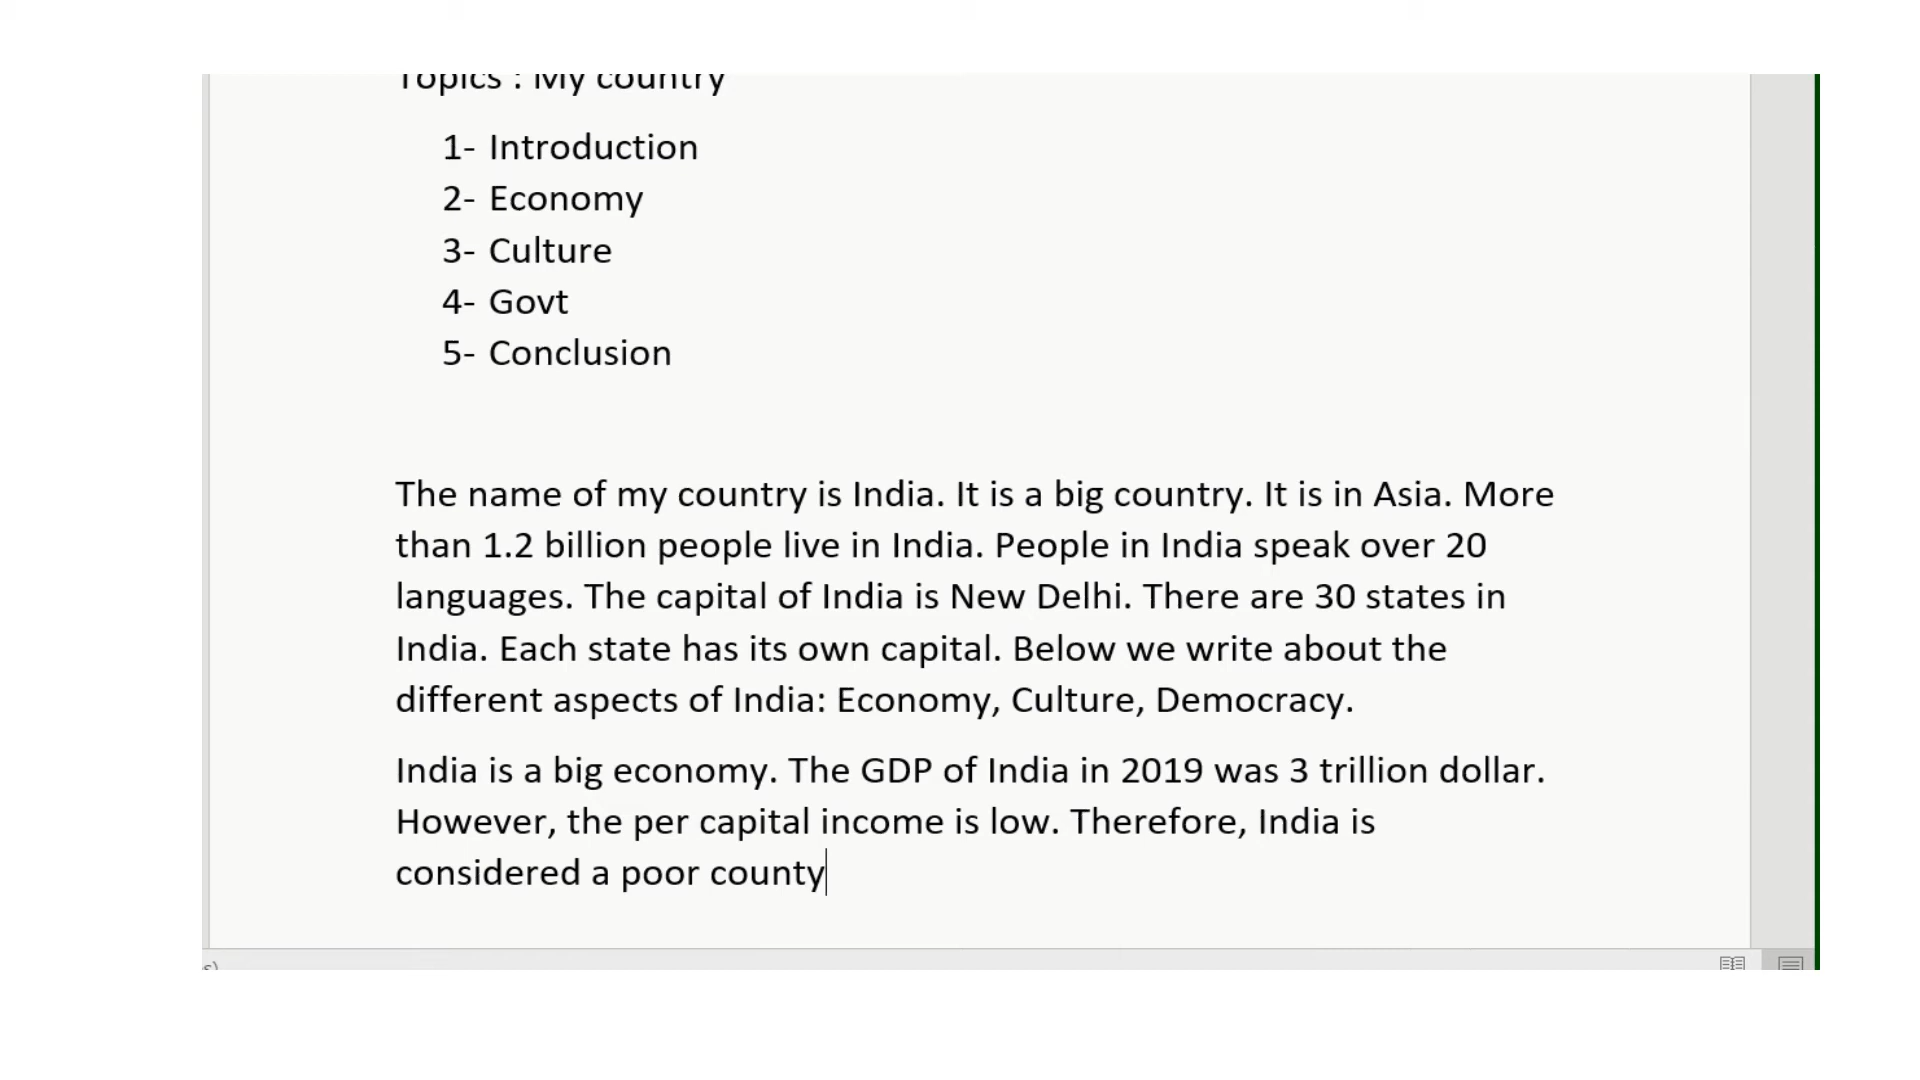 Topics : My country
1- Introduction
2- Economy
3- Culture
4- Govt
5- Conclusion
The name of my country is India. It is a big country. It is in Asia. More
than 1.2 billion people live in India. People in India speak over 20
languages. The capital of India is New Delhi. There are 30 states in
India. Each state has its own capital. Below we write about the
different aspects of India: Economy, Culture, Democracy.
India is a big economy. The GDP of India in 2019 was 3 trillion dollar.
However, the per capital income is low. Therefore, India is
considered a poor county